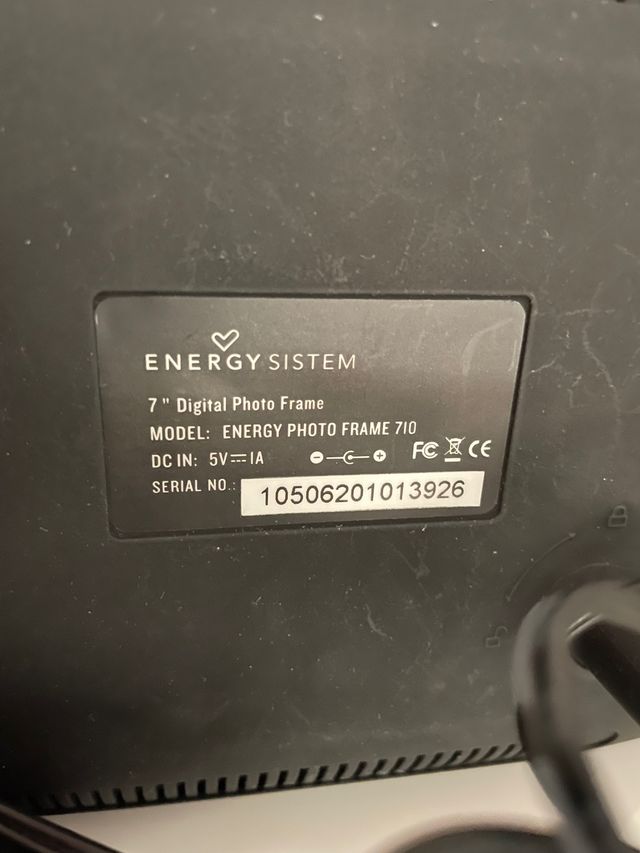 ENERGY SISTEM
7" Digital Photo Frame
MODEL: ENERGY PHOTO FRAME 710
DC IN: 5V⎓1A FC CE
SERIAL NO.: 10506201013926